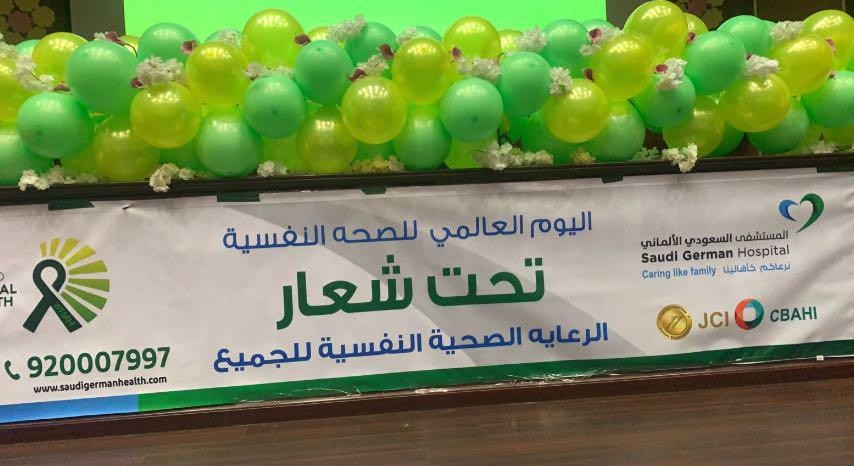 اليوم العالمي للصحه النفسية
تحت شعار
الرعايه الصحية النفسية للجميع
المستشفى السعودي الألماني
Saudi German Hospital
Caring like family نرعاكم كأهالينا
JCI CBAHI
920007997
www.saudigermanhealth.com